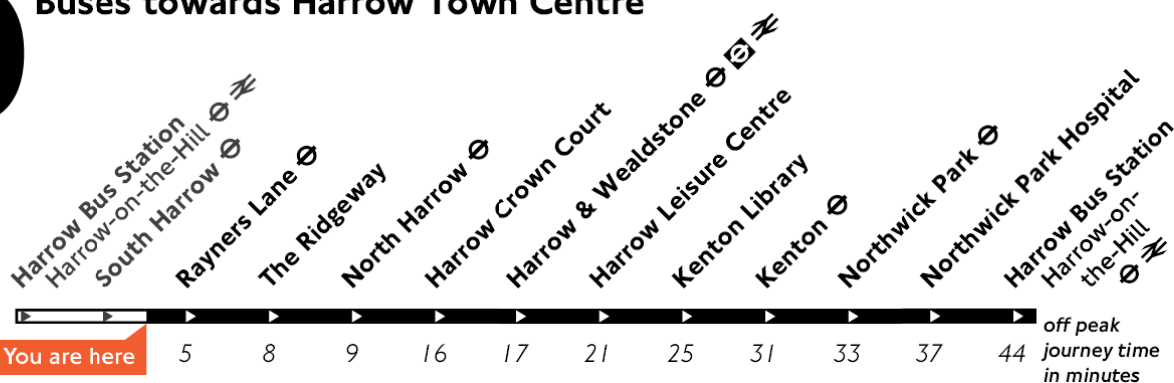 Buses towards Harrow Town Centre
Harrow Bus Station
Harrow-on-the-Hill
South Harrow
Rayners Lane
The Ridgeway
North Harrow
Harrow Crown Court
Harrow & Wealdstone
Harrow Leisure Centre
Kenton Library
Kenton
Northwick Park
Northwick Park Hospital
Harrow Bus Station
Harrow-on-
the-Hill
You are here
5 8 9 16 17 21 25 31 33 37 44
off peak
journey time
in minutes